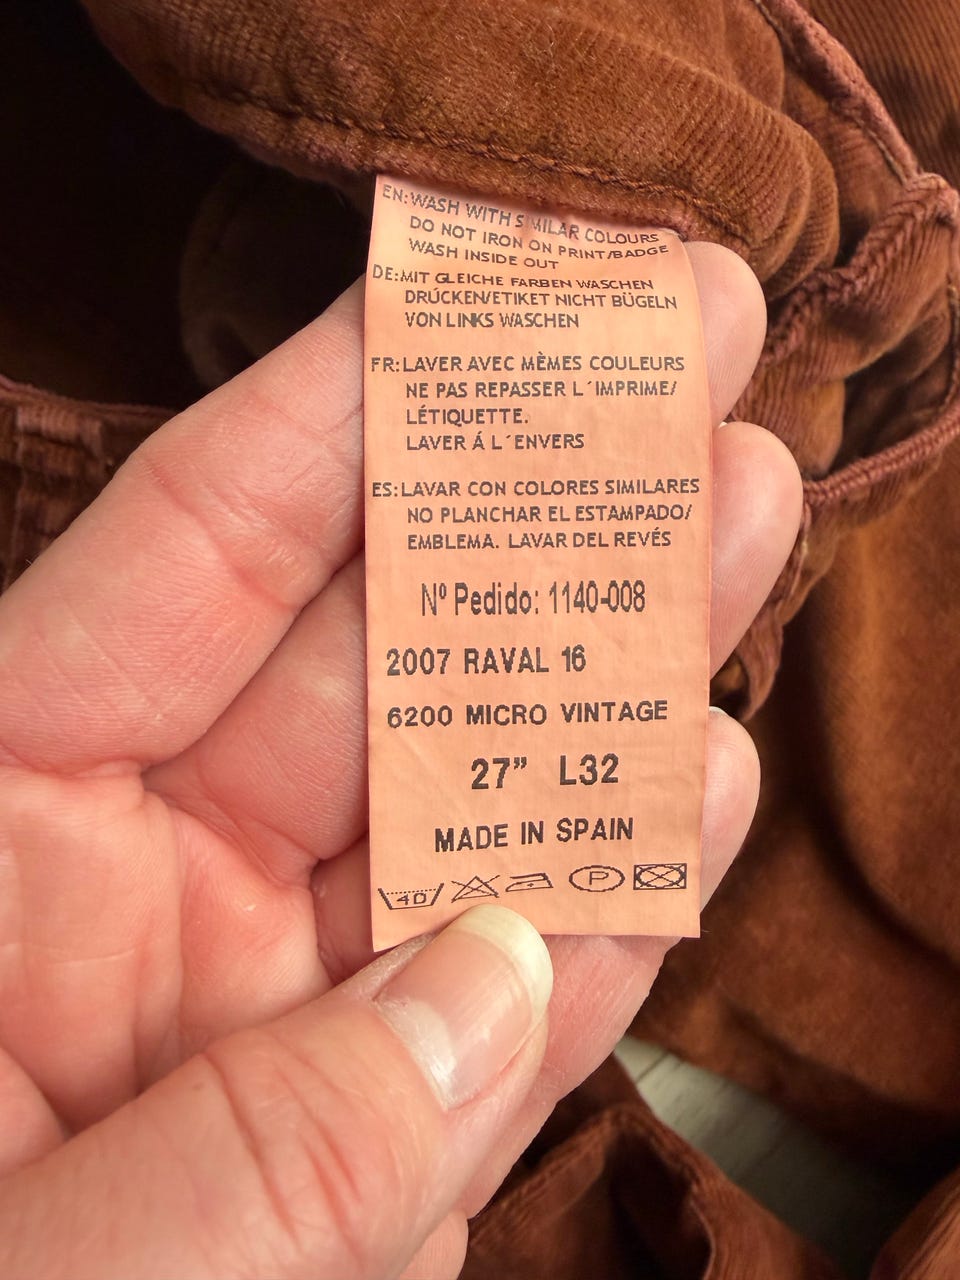 EN:WASH WITH SIMILAR COLOURS
DO NOT IRON ON PRINT/BADGE
WASH INSIDE OUT
DE:MIT GLEICHE FARBEN WASCHEN
DRÚCKEN/ETIKET NICHT BÜGELN
VON LINKS WASCHEN
FR:LAVER AVEC MÈMES COULEURS
NE PAS REPASSER L´IMPRIME/
LÉTIQUETTE.
LAVER Á L´ENVERS
ES:LAVAR CON COLORES SIMILARES
NO PLANCHAR EL ESTAMPADO/
EMBLEMA. LAVAR DEL REVÉS
Nº Pedido: 1140-008
2007 RAVAL 16
6200 MICRO VINTAGE
27” L32
MADE IN SPAIN
40 P